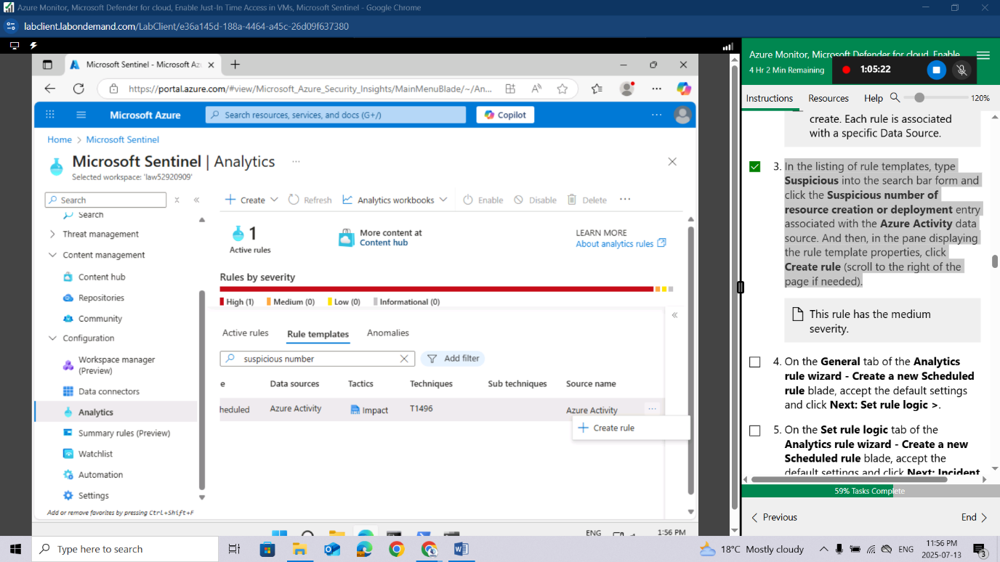 Azure Monitor, Microsoft Defender for cloud, Enable Just-In Time Access in VMs, Microsoft Sentinel - Google Chrome
labclient.labondemand.com/LabClient/e36a145d-188a-4464-a45c-26d09f637380
Microsoft Sentinel - Microsoft Az
https://portal.azure.com/#view/Microsoft_Azure_Security_Insights/MainMenuBlade/~/An...
Microsoft Azure
Search resources, services, and docs (G+/)
Copilot
Home > Microsoft Sentinel
Microsoft Sentinel | Analytics
Selected workspace: 'law52920909'
Search
Search
Threat management
Content management
Content hub
Repositories
Community
Configuration
Workspace manager
(Preview)
Data connectors
Analytics
Summary rules (Preview)
Watchlist
Automation
Settings
Add or remove favorites by pressing Ctrl+Shift+F
Create
Refresh
Analytics workbooks
Enable
Disable
Delete
1
Active rules
More content at
Content hub
LEARN MORE
About analytics rules
Rules by severity
High (1)
Medium (0)
Low (0)
Informational (0)
Active rules
Rule templates
Anomalies
suspicious number
Add filter
e
Data sources
Tactics
Techniques
Sub techniques
Source name
heduled
Azure Activity
Impact
T1496
Azure Activity
Create rule
ENG
1:56 PM
Azure Monitor, Microsoft Defender for cloud, Enable
4 Hr 2 Min Remaining
1:05:22
Instructions
Resources
Help
120%
create. Each rule is associated
with a specific Data Source.
3. In the listing of rule templates, type
Suspicious into the search bar form and
click the Suspicious number of
resource creation or deployment entry
associated with the Azure Activity data
source. And then, in the pane displaying
the rule template properties, click
Create rule (scroll to the right of the
page if needed).
This rule has the medium
severity.
4. On the General tab of the Analytics
rule wizard - Create a new Scheduled
rule blade, accept the default settings
and click Next: Set rule logic >.
5. On the Set rule logic tab of the
Analytics rule wizard - Create a new
Scheduled rule blade, accept the
default settings and click Next: Incident
59% Tasks Complete
Previous
End
Type here to search
18°C Mostly cloudy
ENG
11:56 PM
2025-07-13
3